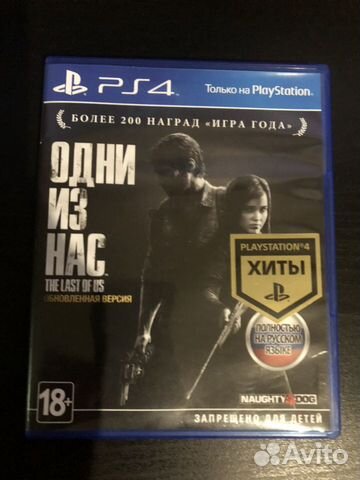 PS4
Только на PlayStation®
БОЛЕЕ 200 НАГРАД «ИГРА ГОДА»
ОДНИ
ИЗ
НАС
THE LAST OF US
ОБНОВЛЕННАЯ ВЕРСИЯ
PLAYSTATION®4
ХИТЫ
ПОЛНОСТЬЮ
НА РУССКОМ
ЯЗЫКЕ
18+
NAUGHTY DOG
ЗАПРЕЩЕНО ДЛЯ ДЕТЕЙ
Avito